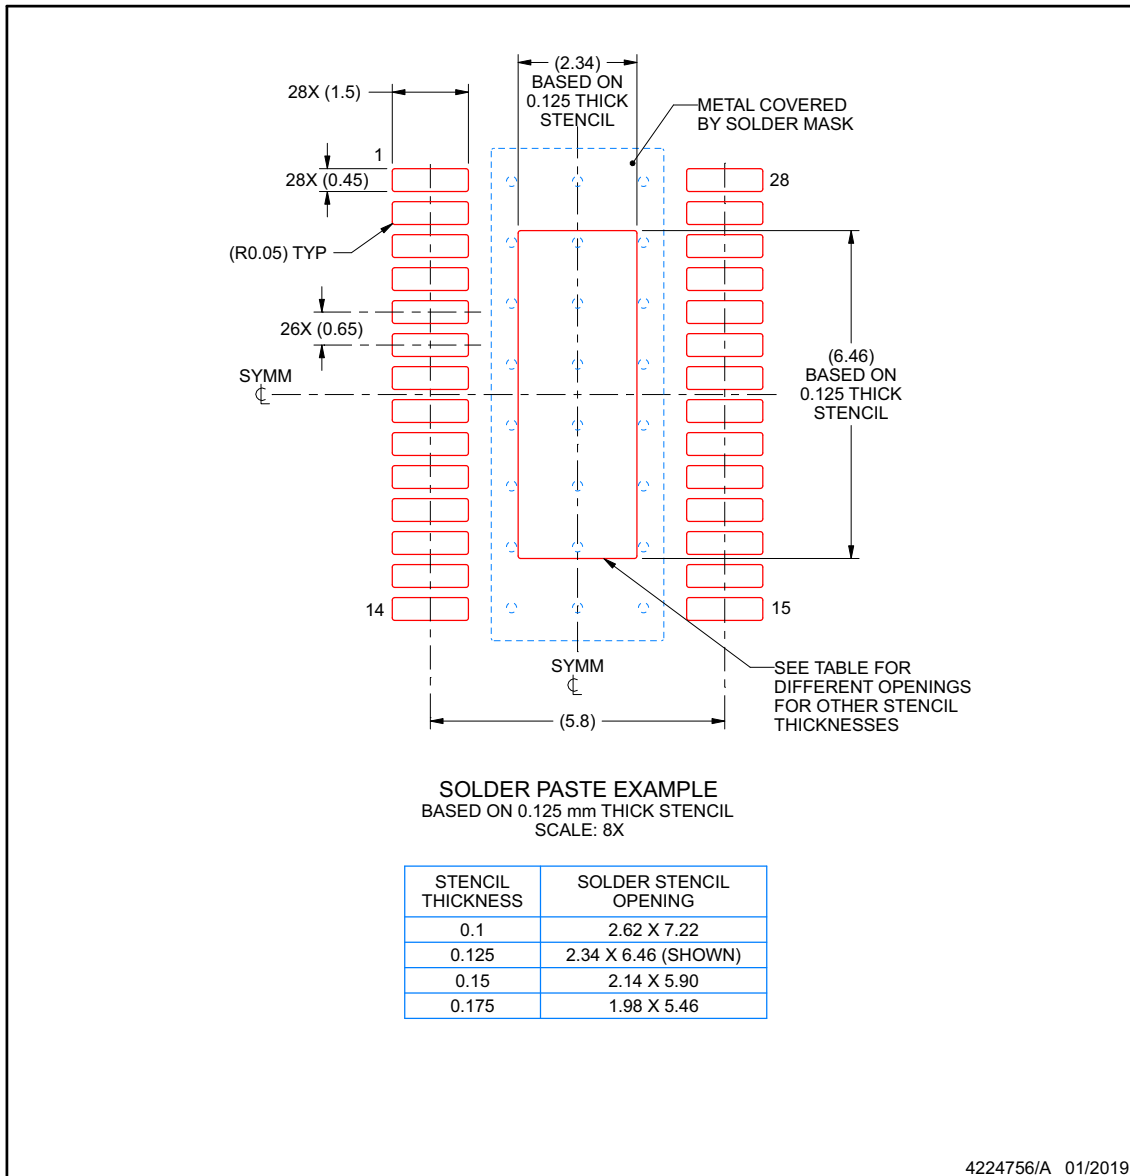 (2.34)
BASED ON
0.125 THICK
STENCIL
28X (1.5)
METAL COVERED
BY SOLDER MASK
1
28X (0.45)
28
(R0.05) TYP
26X (0.65)
(6.46)
BASED ON
0.125 THICK
STENCIL
SYMM
℄
14
15
SYMM
℄
SEE TABLE FOR
DIFFERENT OPENINGS
FOR OTHER STENCIL
THICKNESSES
(5.8)
SOLDER PASTE EXAMPLE
BASED ON 0.125 mm THICK STENCIL
SCALE: 8X
STENCIL
THICKNESS
SOLDER STENCIL
OPENING
0.1
2.62 X 7.22
0.125
2.34 X 6.46 (SHOWN)
0.15
2.14 X 5.90
0.175
1.98 X 5.46
4224756/A 01/2019